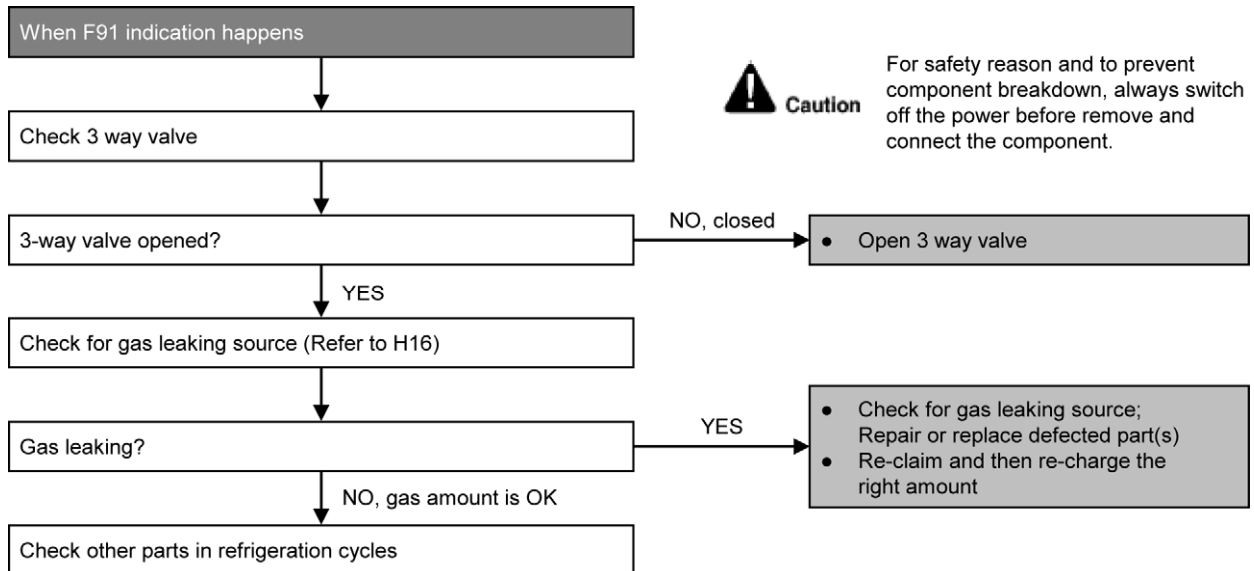 When F91 indication happens
Caution
For safety reason and to prevent
component breakdown, always switch
off the power before remove and
connect the component.
Check 3 way valve
3-way valve opened?
NO, closed
● Open 3 way valve
YES
Check for gas leaking source (Refer to H16)
Gas leaking?
YES
● Check for gas leaking source;
Repair or replace defected part(s)
● Re-claim and then re-charge the
right amount
NO, gas amount is OK
Check other parts in refrigeration cycles